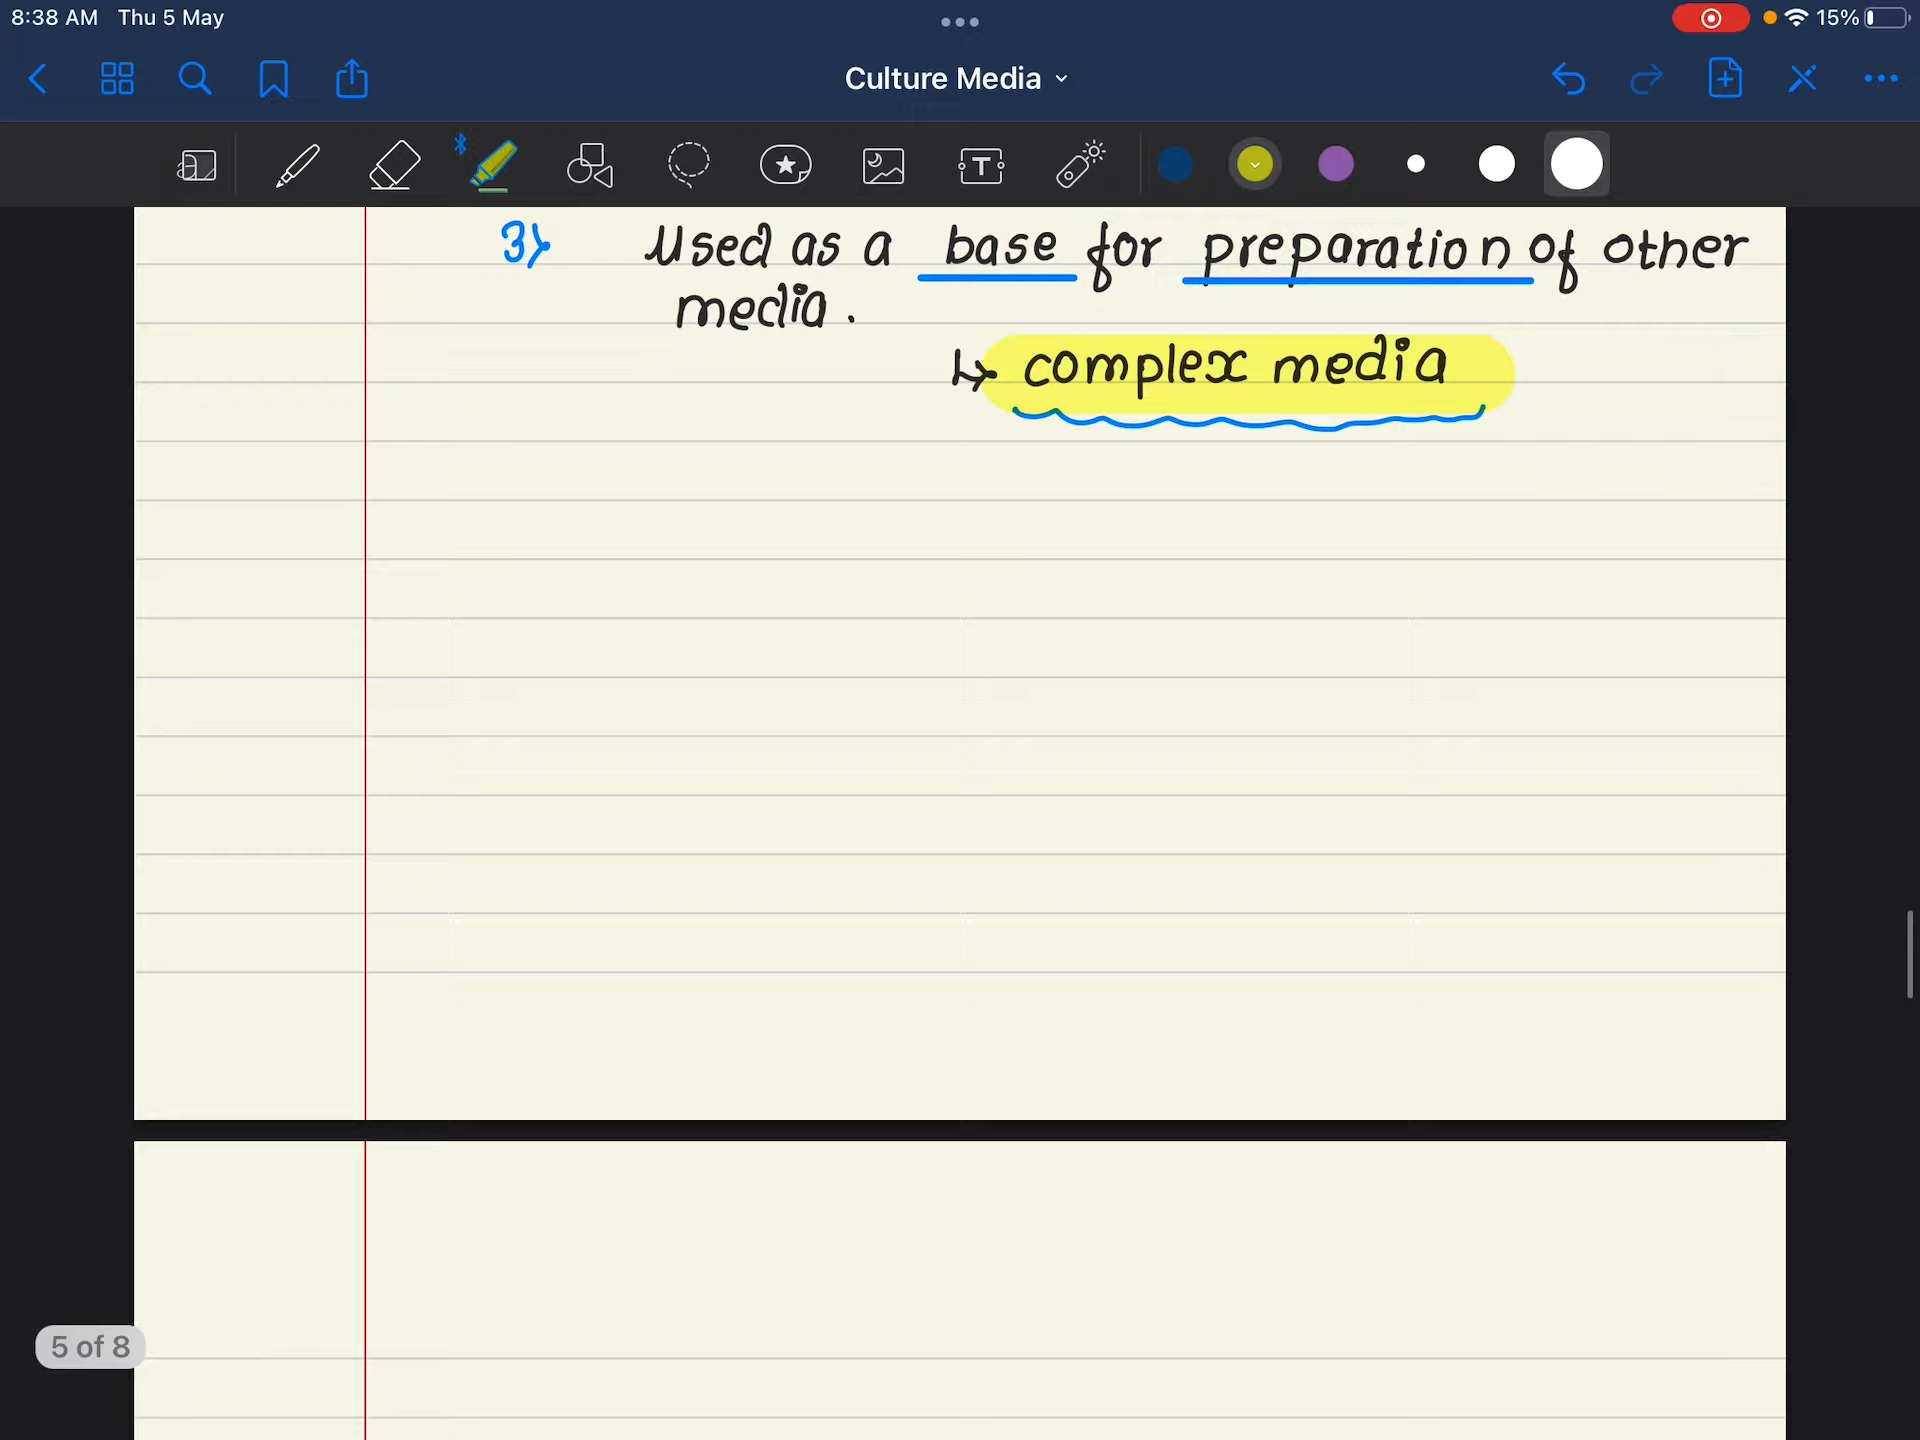 8:38 AM Thu 5 May
15%
Culture Media
3) Used as a base for preparation of other
media.
↳ complex media
5 of 8